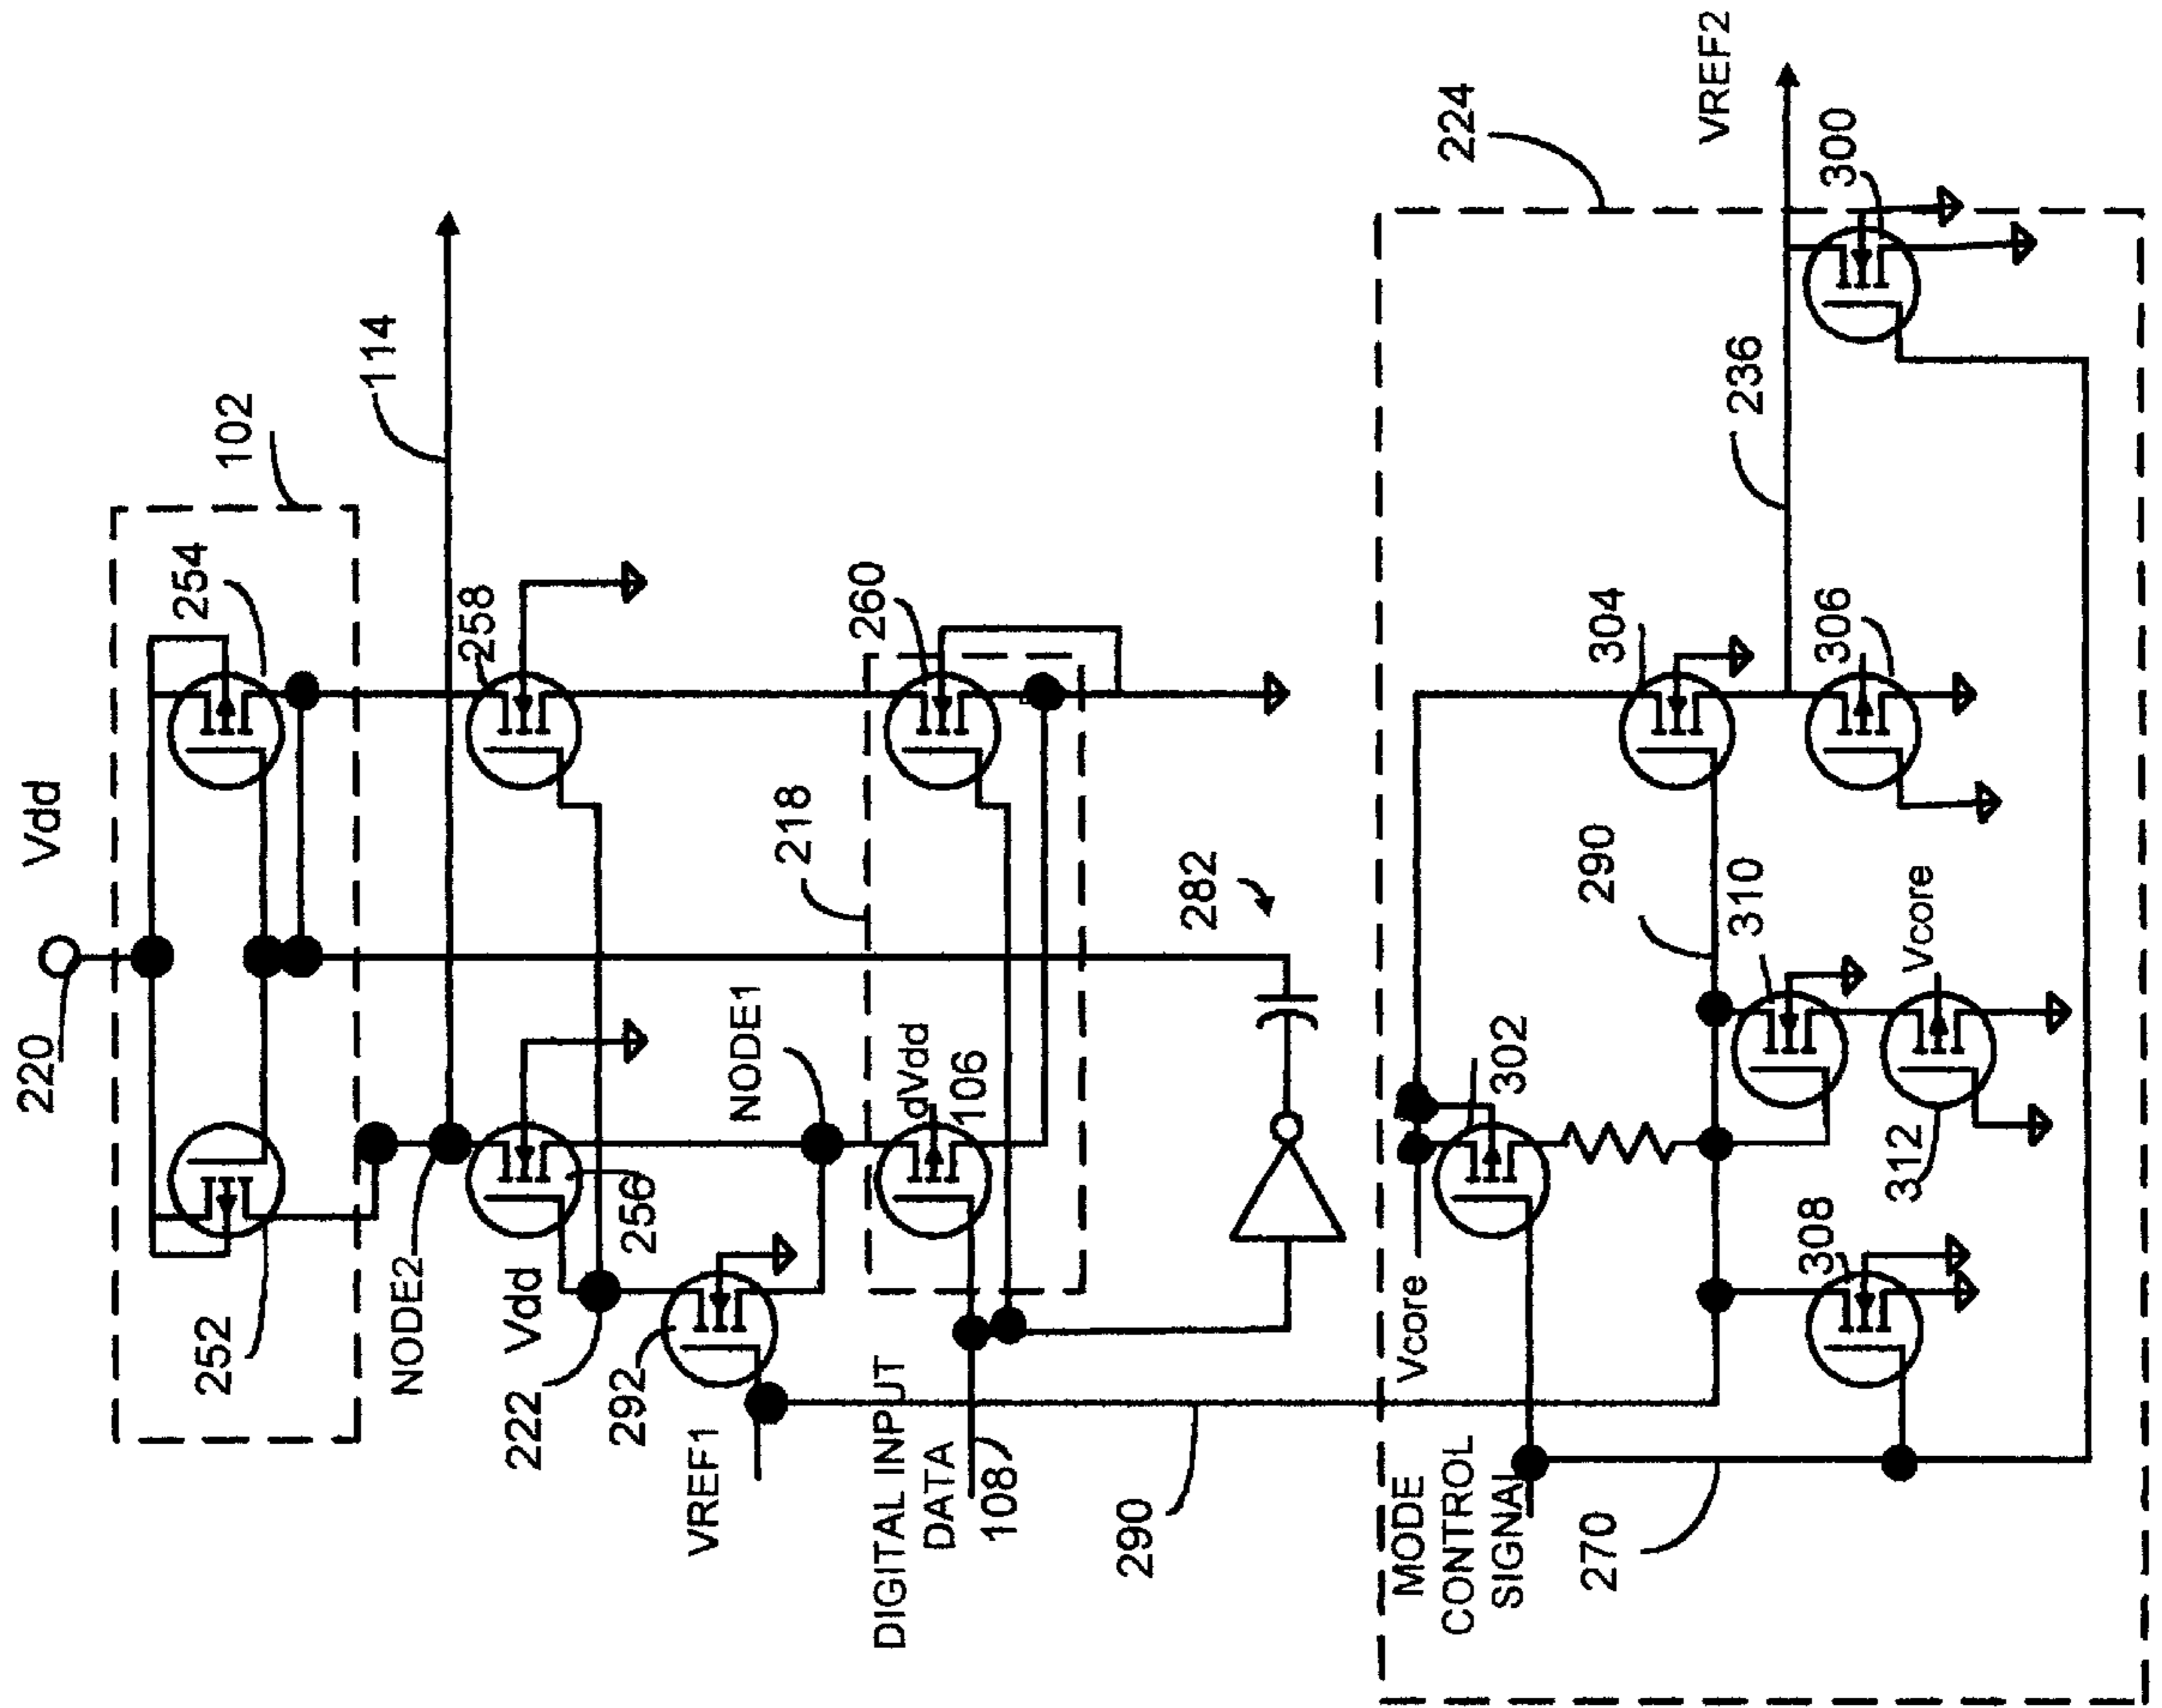 220
Vdd
252
254
102
NODE2
114
258
222
Vdd
292
256
VREF1
NODE1
218
260
DIGITAL INPUT
DATA
108
dVdd
106
290
282
MODE
CONTROL
SIGNAL
Vcore
224
302
270
290
304
VREF2
310
236
308
306
300
312
Vcore